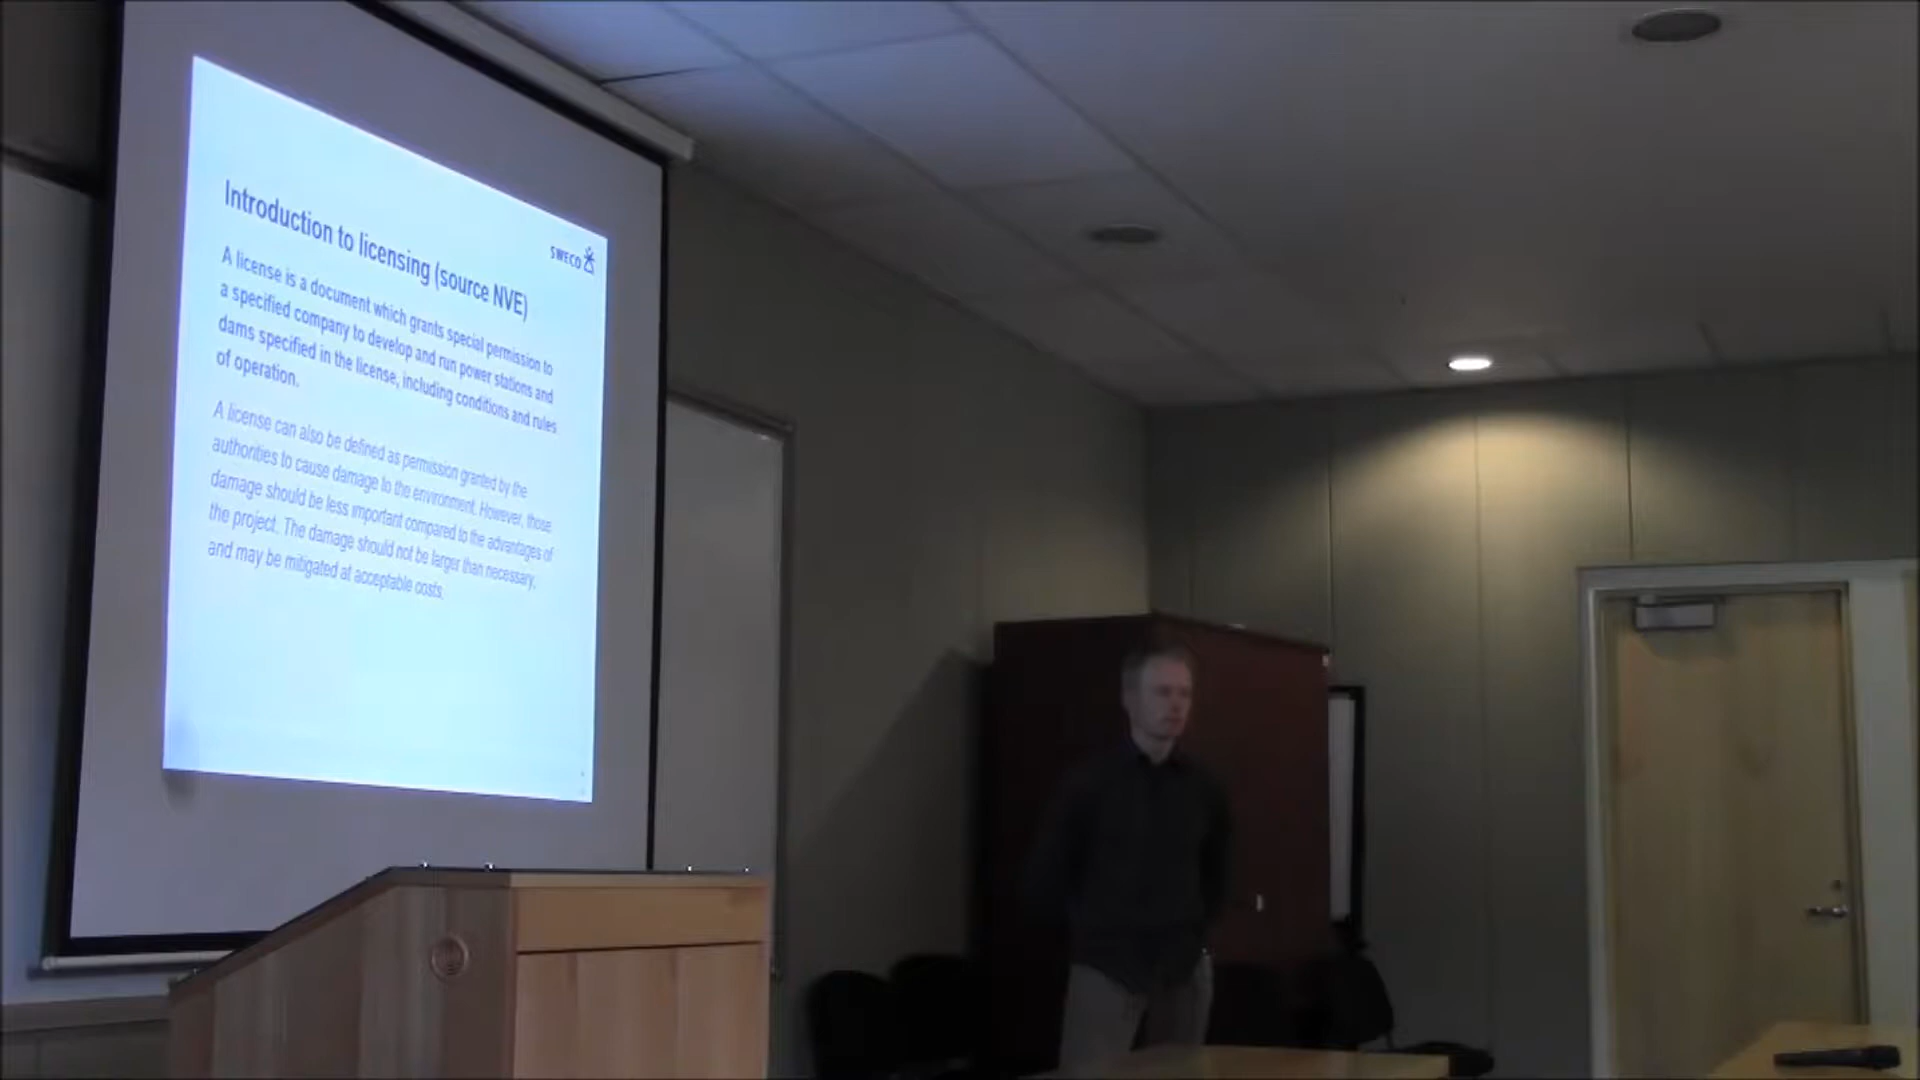 SWECO
Introduction to licensing (source NVE)
A license is a document which grants special permission to
a specified company to develop and run power stations and
dams specified in the license, including conditions and rules
of operation.
A license can also be defined as permission granted by the
authorities to cause damage to the environment. However, those
damage should be less important compared to the advantages of
the project. The damage should not be larger than necessary,
and may be mitigated at acceptable costs.